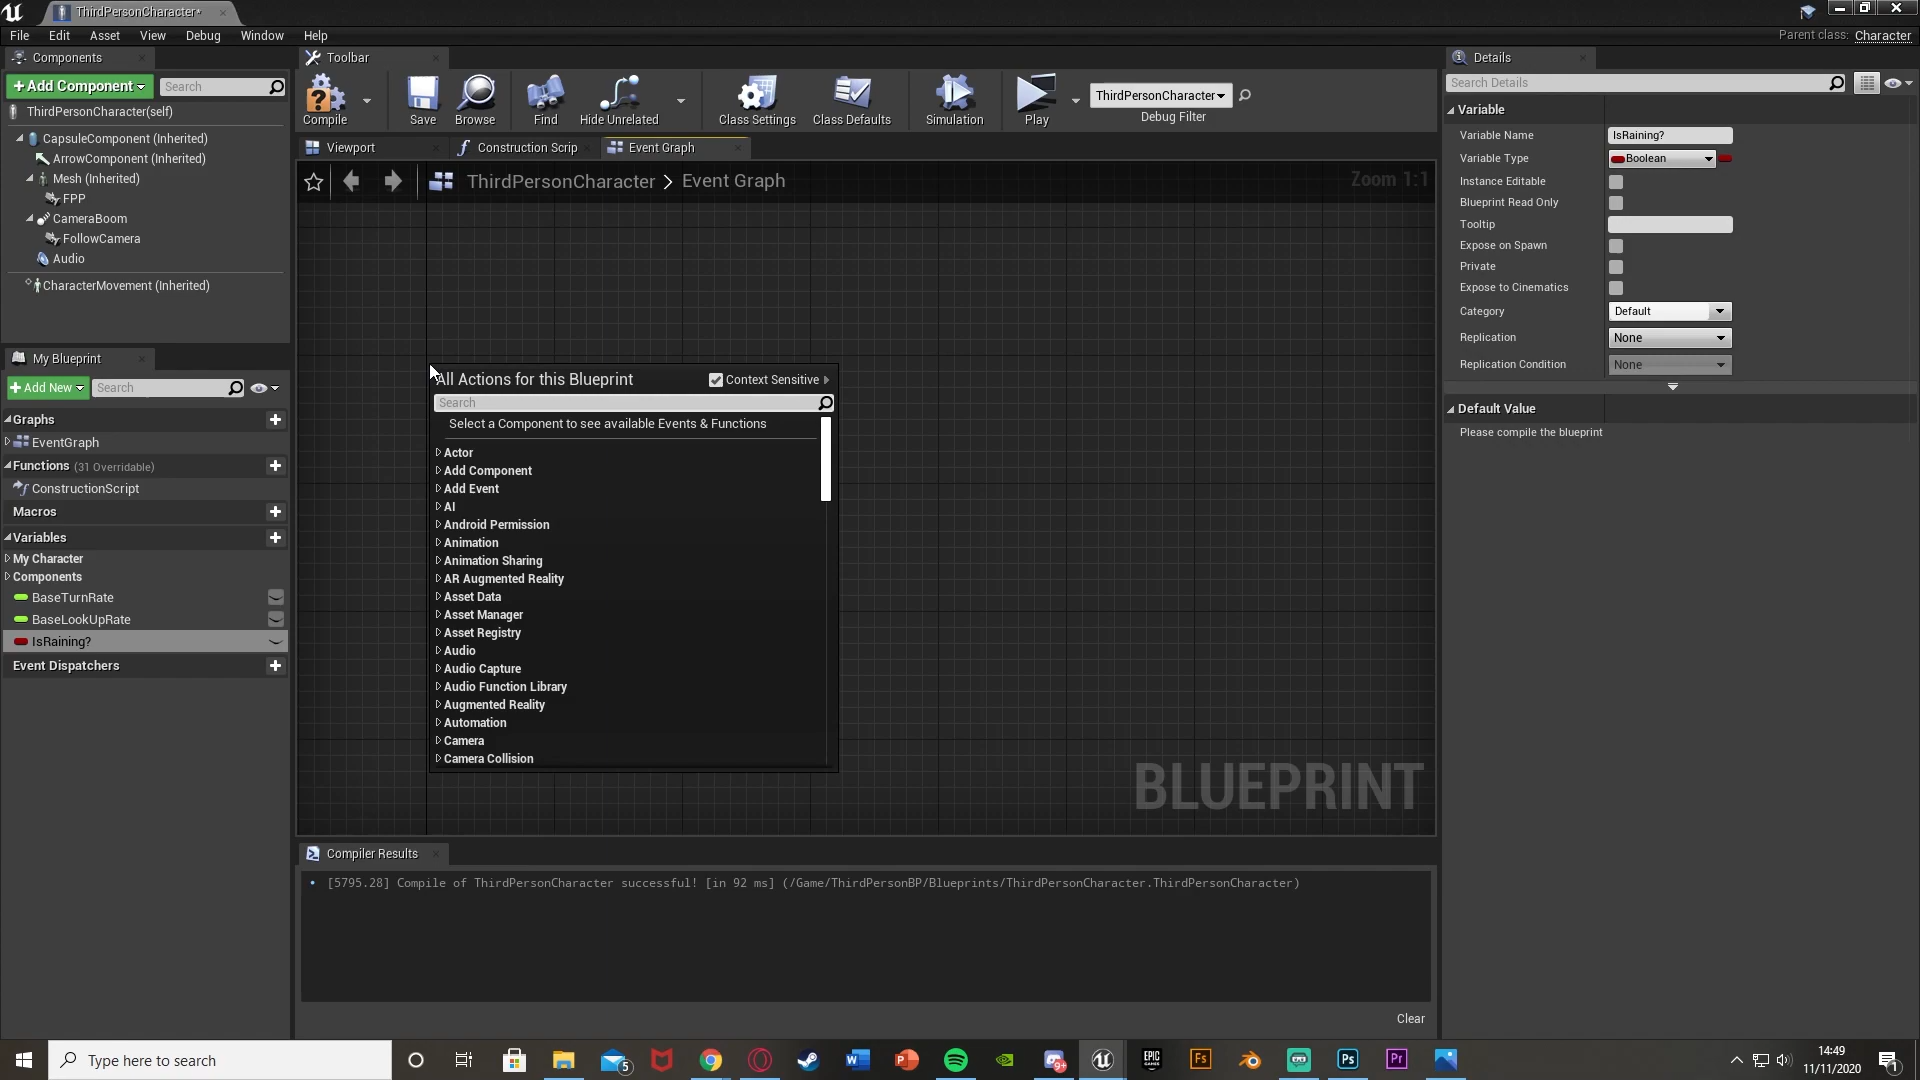 ThirdPersonCharacter*
File Edit Asset View Debug Window Help
Parent class: Character
Components
+Add Component
Search
ThirdPersonCharacter(self)
CapsuleComponent (Inherited)
ArrowComponent (Inherited)
Mesh (Inherited)
FPP
CameraBoom
FollowCamera
Audio
CharacterMovement (Inherited)
My Blueprint
+Add New
Search
Graphs
EventGraph
Functions (31 Overridable)
ConstructionScript
Macros
Variables
My Character
Components
BaseTurnRate
BaseLookUpRate
IsRaining?
Event Dispatchers
Toolbar
Compile
Save
Browse
Find
Hide Unrelated
Class Settings
Class Defaults
Simulation
Play
ThirdPersonCharacter
Debug Filter
Viewport
Construction Scrip
Event Graph
ThirdPersonCharacter > Event Graph
Zoom 1:1
All Actions for this Blueprint
Context Sensitive
Search
Select a Component to see available Events & Functions
Actor
Add Component
Add Event
AI
Android Permission
Animation
Animation Sharing
AR Augmented Reality
Asset Data
Asset Manager
Asset Registry
Audio
Audio Capture
Audio Function Library
Augmented Reality
Automation
Camera
Camera Collision
BLUEPRINT
Compiler Results
[5795.28] Compile of ThirdPersonCharacter successful! [in 92 ms] (/Game/ThirdPersonBP/Blueprints/ThirdPersonCharacter.ThirdPersonCharacter)
Clear
Details
Search Details
Variable
Variable Name IsRaining?
Variable Type Boolean
Instance Editable
Blueprint Read Only
Tooltip
Expose on Spawn
Private
Expose to Cinematics
Category Default
Replication None
Replication Condition None
Default Value
Please compile the blueprint
Type here to search
5
9+
EPIC GAMES
Fs
Ps
Pr
14:49
11/11/2020
1